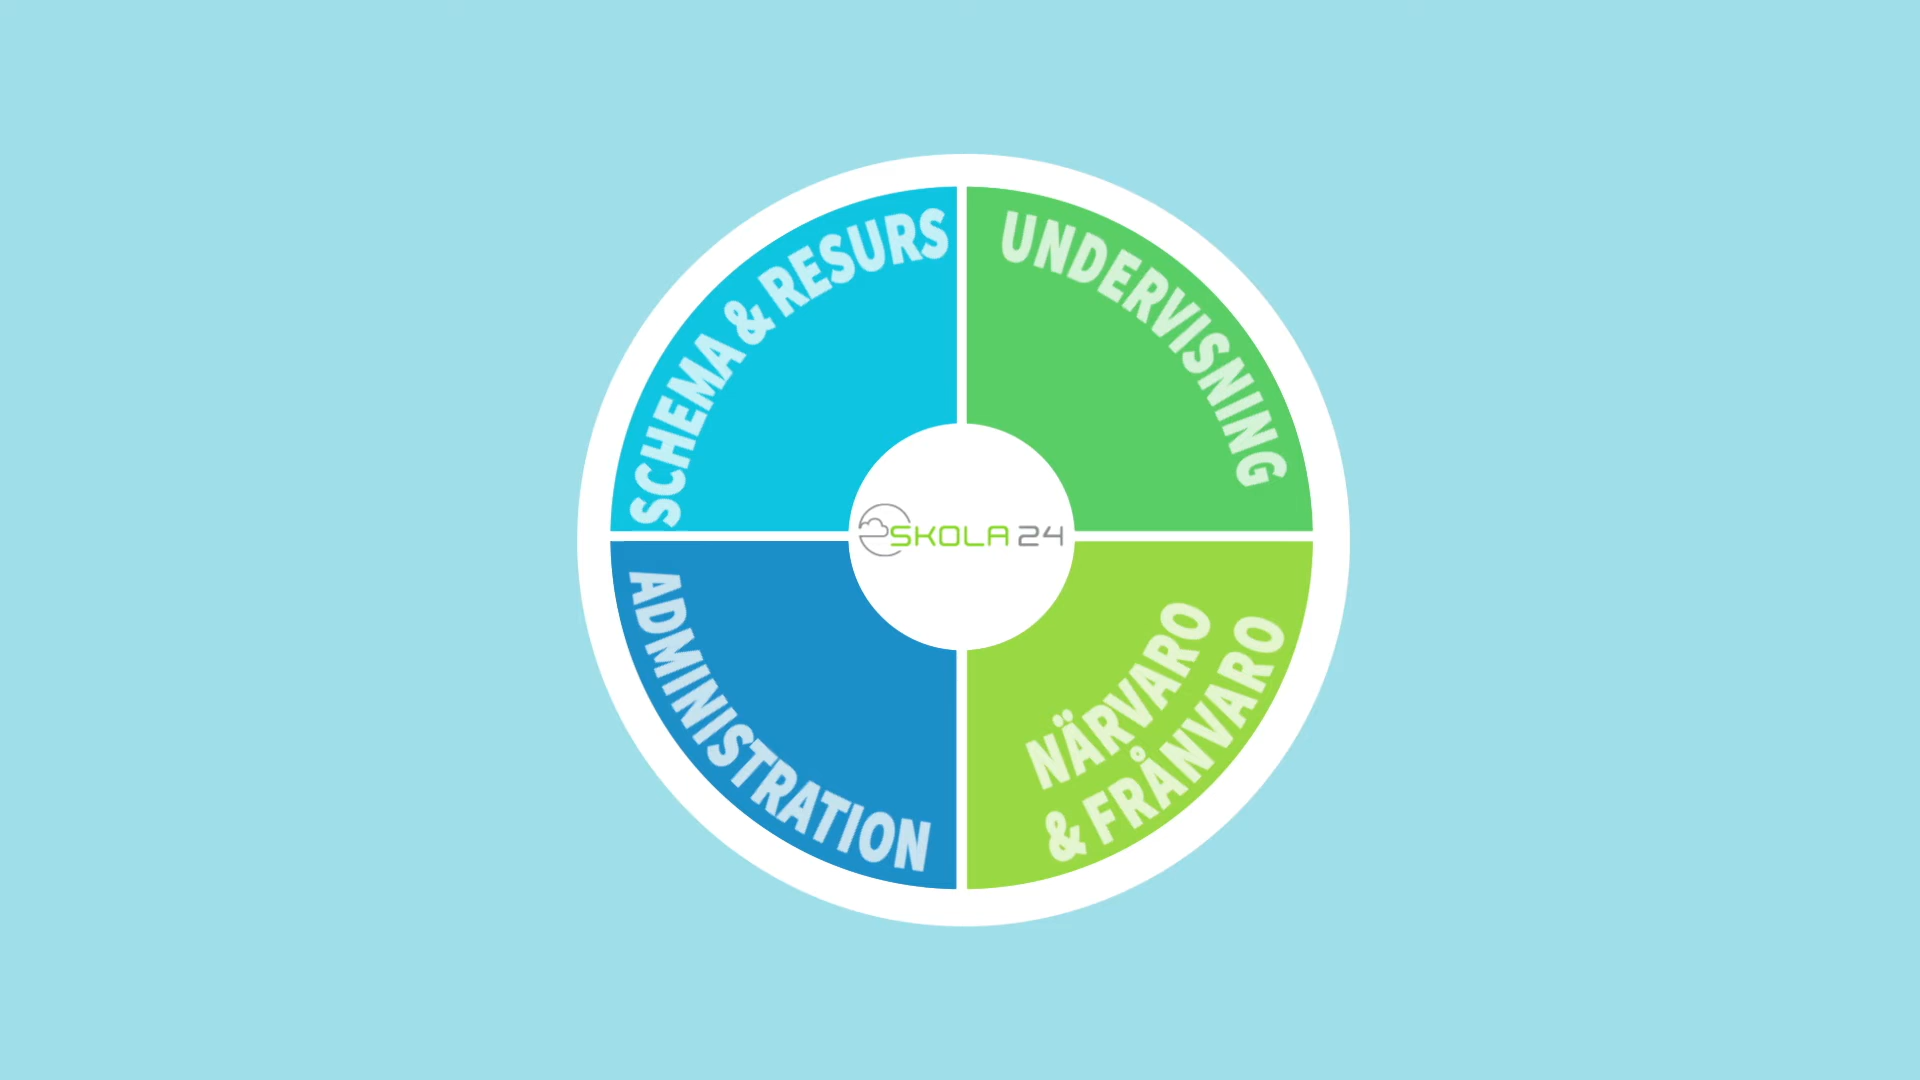 SCHEMA & RESURS
UNDERVISNING
SKOLA 24
ADMINISTRATION
NÄRVARO
& FRÅNVARO